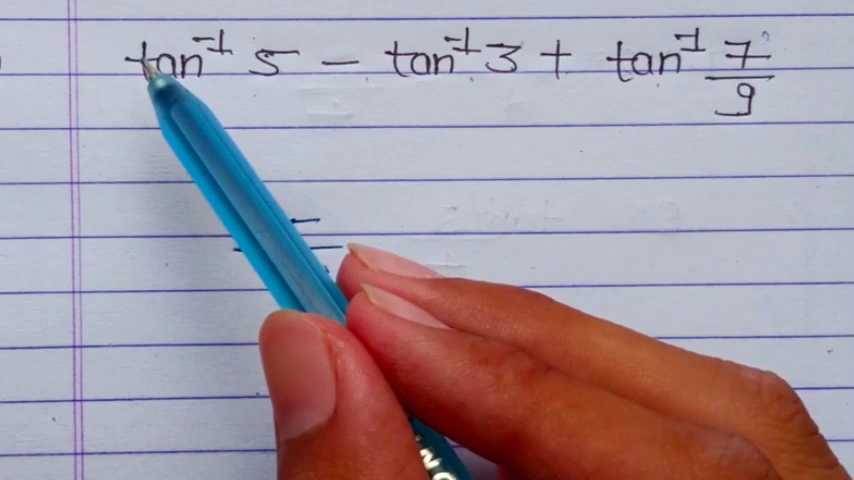 tan⁻¹ 5 − tan⁻¹ 3 + tan⁻¹ 7/9